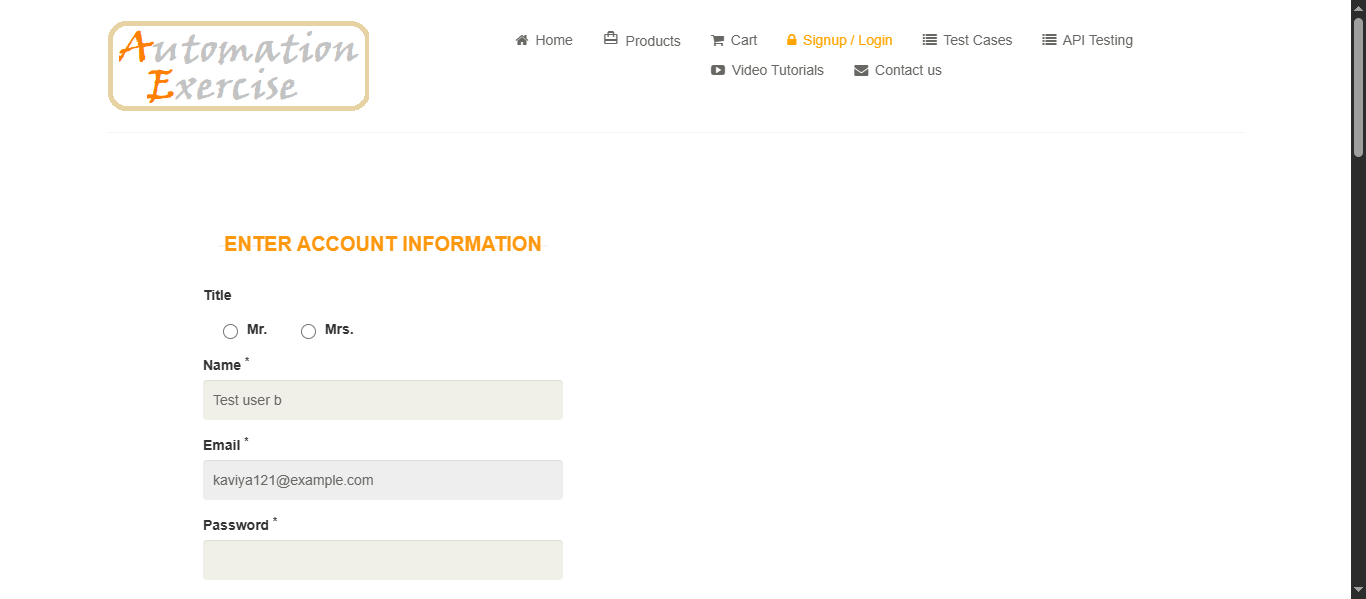 Automation
Exercise
Home Products Cart Signup / Login Test Cases API Testing
Video Tutorials Contact us
ENTER ACCOUNT INFORMATION
Title
Mr. Mrs.
Name *
Test user b
Email *
kaviya121@example.com
Password *